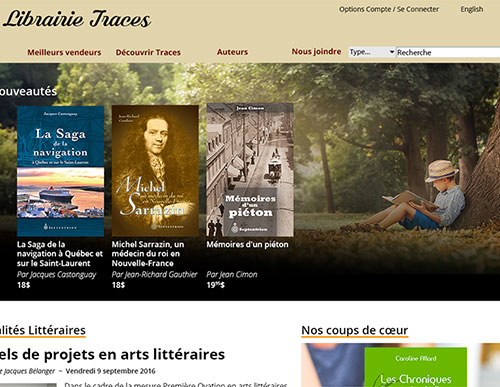 Librairie Traces
Options Compte / Se Connecter English
Meilleurs vendeurs Découvrir Traces Auteurs Nous joindre Type... Recherche
ouveautés
Jacques Castonguay
La Saga
de la
navigation
à Québec et sur le Saint-Laurent
SEPTENTRION
Jean-Richard
Gauthier
Michel
médecin du roi
en Nouvelle-France
Sarrazin
SEPTENTRION
Jean Cimon
Mémoires
d'un
piéton
Septentrion
La Saga de la
navigation à Québec et
sur le Saint-Laurent
Par Jacques Castonguay
18$
Michel Sarrazin, un
médecin du roi en
Nouvelle-France
Par Jean-Richard Gauthier
18$
Mémoires d'un piéton
Par Jean Cimon
19⁹⁵$
alités Littéraires
els de projets en arts littéraires
e Jacques Bélanger ~ Vendredi 9 septembre 2016
Dans le cadre de la mesure Première Ovation en arts littéraires
Nos coups de cœur
Caroline Allard
Les Chroniques